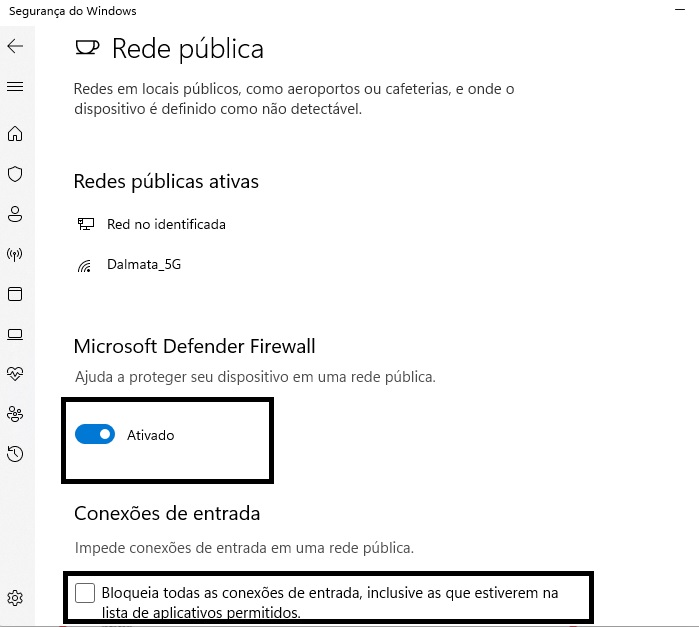 Segurança do Windows
Rede pública
Redes em locais públicos, como aeroportos ou cafeterias, e onde o
dispositivo é definido como não detectável.
Redes públicas ativas
Red no identificada
Dalmata_5G
Microsoft Defender Firewall
Ajuda a proteger seu dispositivo em uma rede pública.
Ativado
Conexões de entrada
Impede conexões de entrada em uma rede pública.
Bloqueia todas as conexões de entrada, inclusive as que estiverem na
lista de aplicativos permitidos.